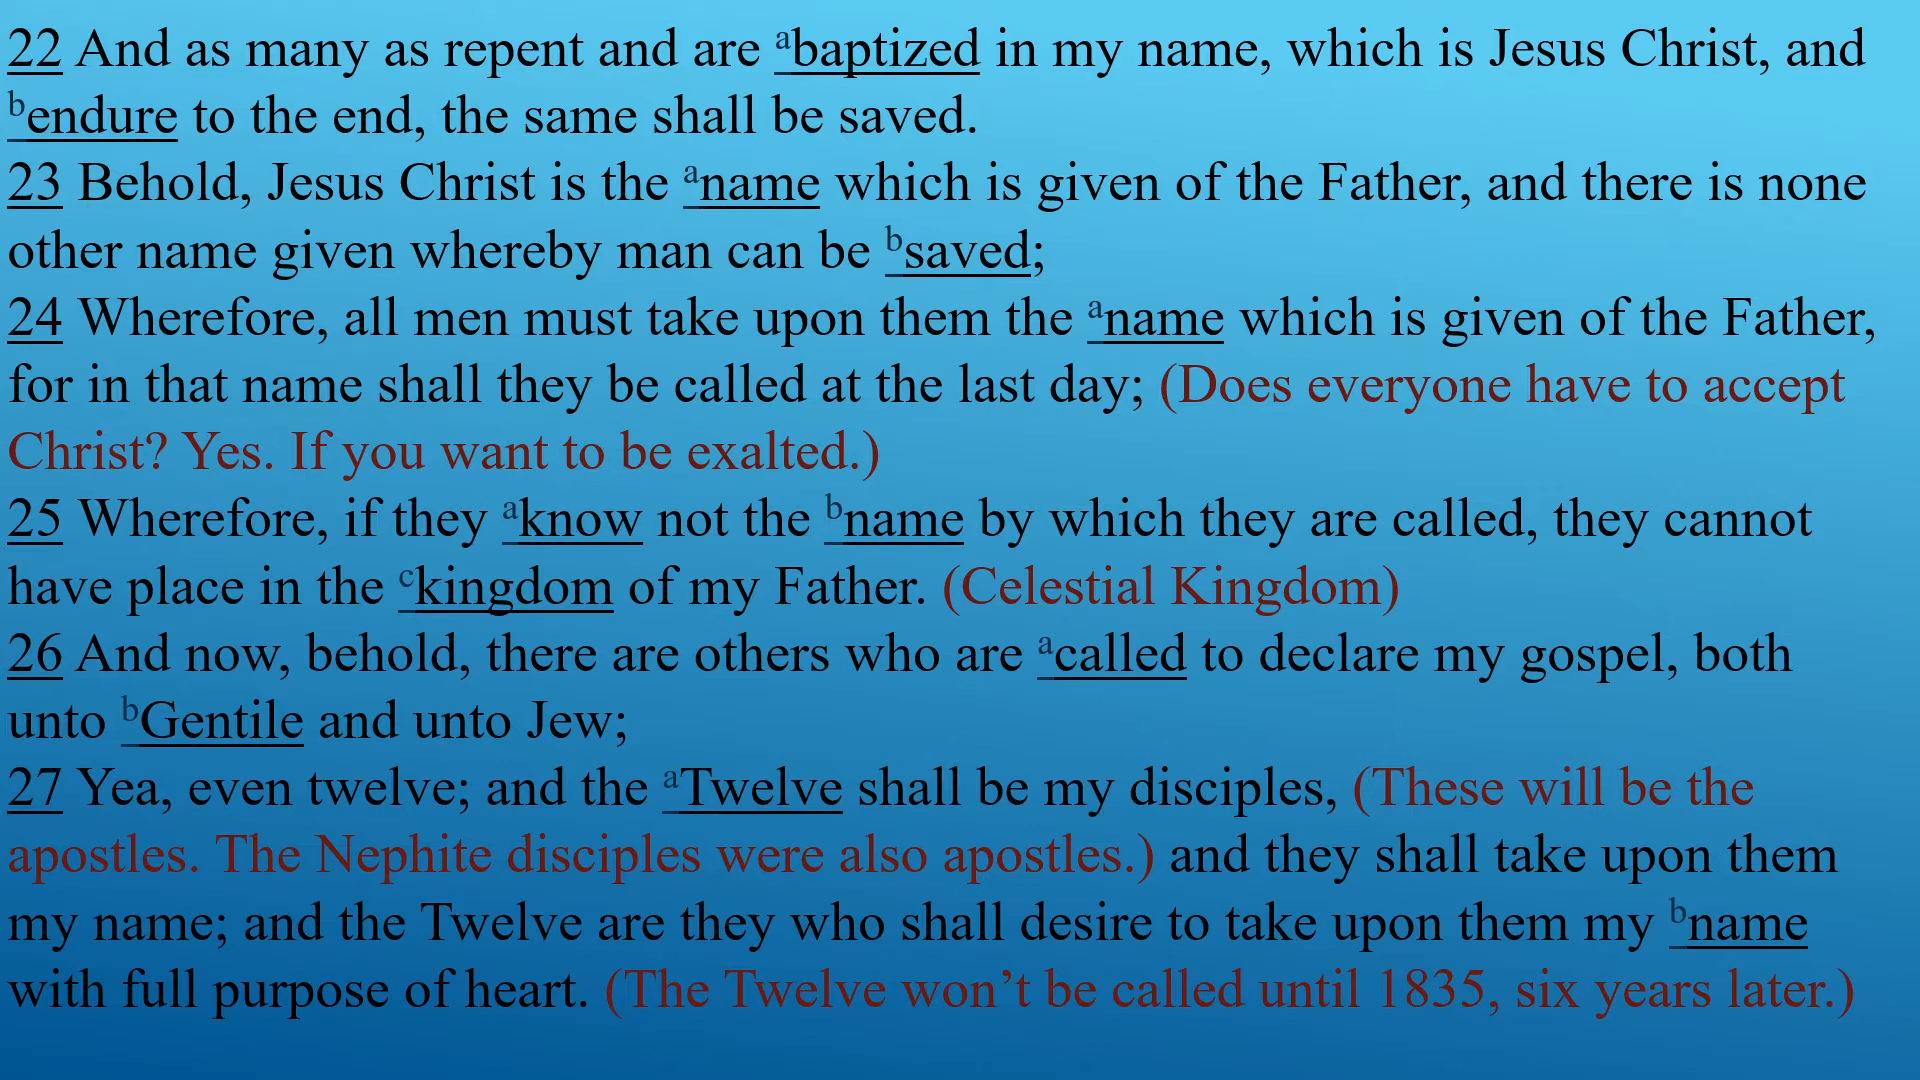 22 And as many as repent and are abaptized in my name, which is Jesus Christ, and
bendure to the end, the same shall be saved.
23 Behold, Jesus Christ is the aname which is given of the Father, and there is none
other name given whereby man can be bsaved;
24 Wherefore, all men must take upon them the aname which is given of the Father,
for in that name shall they be called at the last day; (Does everyone have to accept
Christ? Yes. If you want to be exalted.)
25 Wherefore, if they aknow not the bname by which they are called, they cannot
have place in the ckingdom of my Father. (Celestial Kingdom)
26 And now, behold, there are others who are acalled to declare my gospel, both
unto bGentile and unto Jew;
27 Yea, even twelve; and the aTwelve shall be my disciples, (These will be the
apostles. The Nephite disciples were also apostles.) and they shall take upon them
my name; and the Twelve are they who shall desire to take upon them my bname
with full purpose of heart. (The Twelve won’t be called until 1835, six years later.)